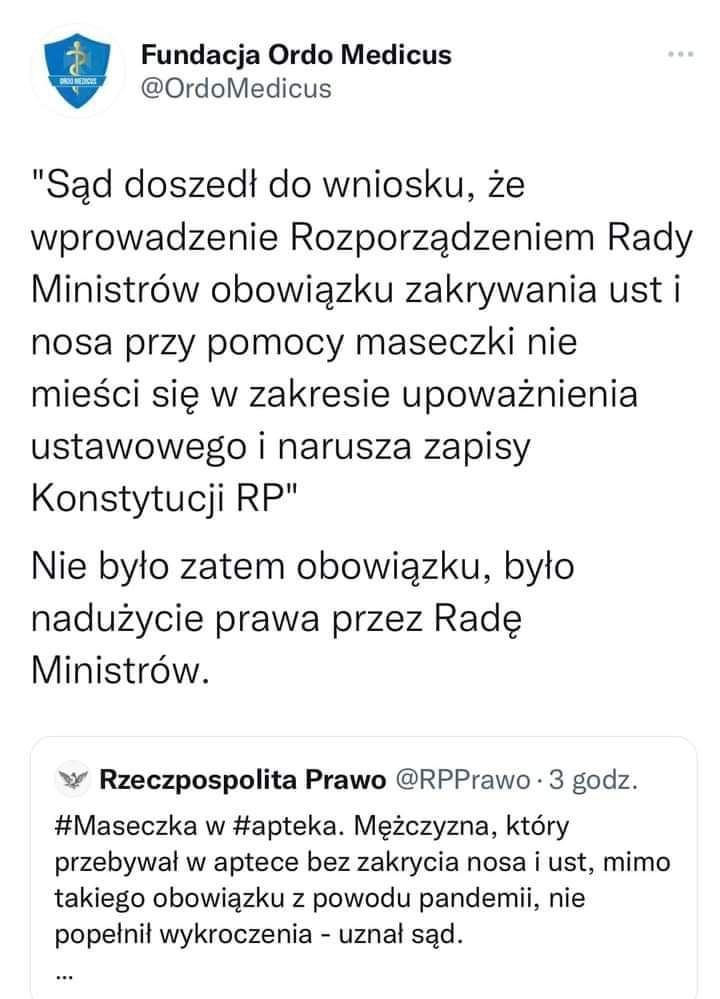 ORDO MEDICUS
Fundacja Ordo Medicus
@OrdoMedicus
"Sąd doszedł do wniosku, że
wprowadzenie Rozporządzeniem Rady
Ministrów obowiązku zakrywania ust i
nosa przy pomocy maseczki nie
mieści się w zakresie upoważnienia
ustawowego i narusza zapisy
Konstytucji RP"
Nie było zatem obowiązku, było
nadużycie prawa przez Radę
Ministrów.
Rzeczpospolita Prawo @RPPrawo · 3 godz.
#Maseczka w #apteka. Mężczyzna, który
przebywał w aptece bez zakrycia nosa i ust, mimo
takiego obowiązku z powodu pandemii, nie
popełnił wykroczenia - uznał sąd.
...